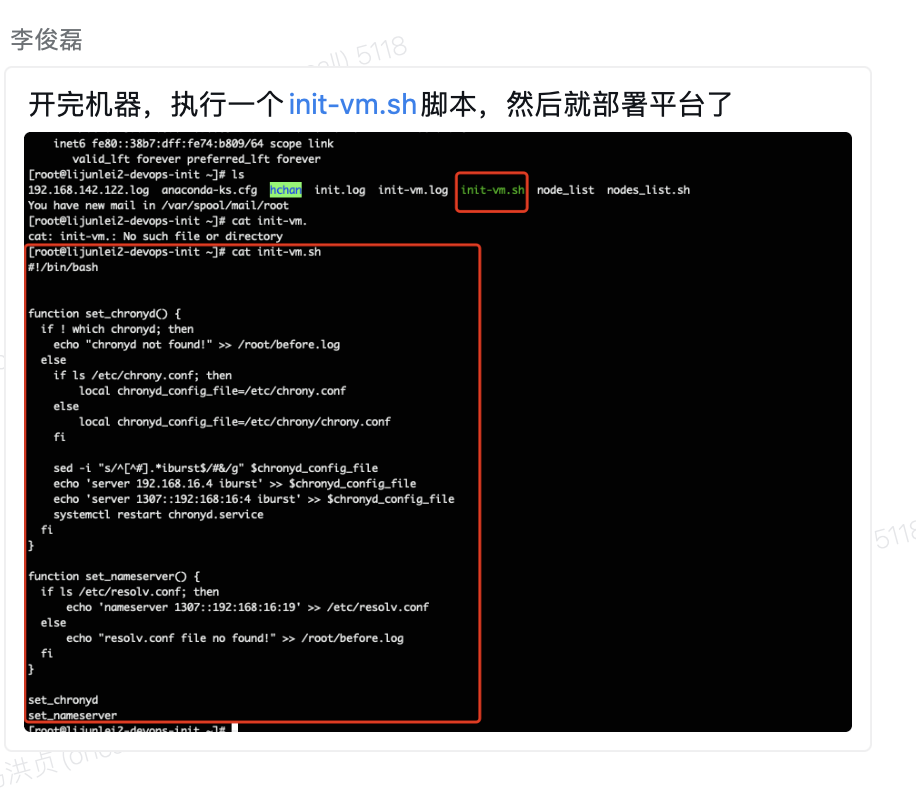 李俊磊
5118
开完机器，执行一个init-vm.sh脚本，然后就部署平台了
inet6 fe80::38b7:dff:fe74:b809/64 scope link
valid_lft forever preferred_lft forever
[root@lijunlei2-devops-init ~]# ls
192.168.142.122.log anaconda-ks.cfg hchan init.log init-vm.log init-vm.sh node_list nodes_list.sh
You have new mail in /var/spool/mail/root
[root@lijunlei2-devops-init ~]# cat init-vm.
cat: init-vm.: No such file or directory
[root@lijunlei2-devops-init ~]# cat init-vm.sh
#!/bin/bash
function set_chronyd() {
if ! which chronyd; then
echo "chronyd not found!" >> /root/before.log
else
if ls /etc/chrony.conf; then
local chronyd_config_file=/etc/chrony.conf
else
local chronyd_config_file=/etc/chrony/chrony.conf
fi
sed -i "s/^[^#].*iburst$/#&/g" $chronyd_config_file
echo 'server 192.168.16.4 iburst' >> $chronyd_config_file
echo 'server 1307::192:168:16:4 iburst' >> $chronyd_config_file
systemctl restart chronyd.service
fi
}
5118
function set_nameserver() {
if ls /etc/resolv.conf; then
echo 'nameserver 1307::192:168:16:19' >> /etc/resolv.conf
else
echo "resolv.conf file no found!" >> /root/before.log
fi
}
set_chronyd
set_nameserver
[root@lijunlei2-devops-init ~]#
洪贞